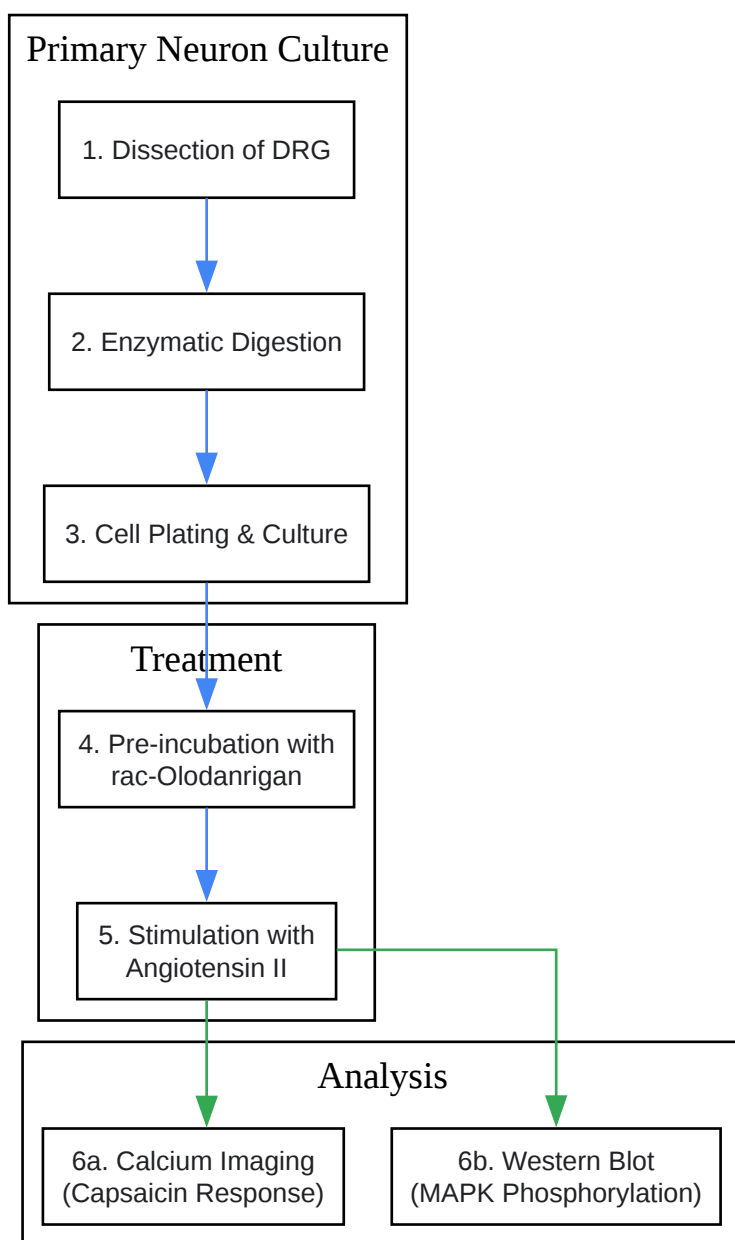 Primary Neuron Culture
1. Dissection of DRG
2. Enzymatic Digestion
3. Cell Plating & Culture
Treatment
4. Pre-incubation with
rac-Olodanrigan
5. Stimulation with
Angiotensin II
Analysis
6a. Calcium Imaging
(Capsaicin Response)
6b. Western Blot
(MAPK Phosphorylation)